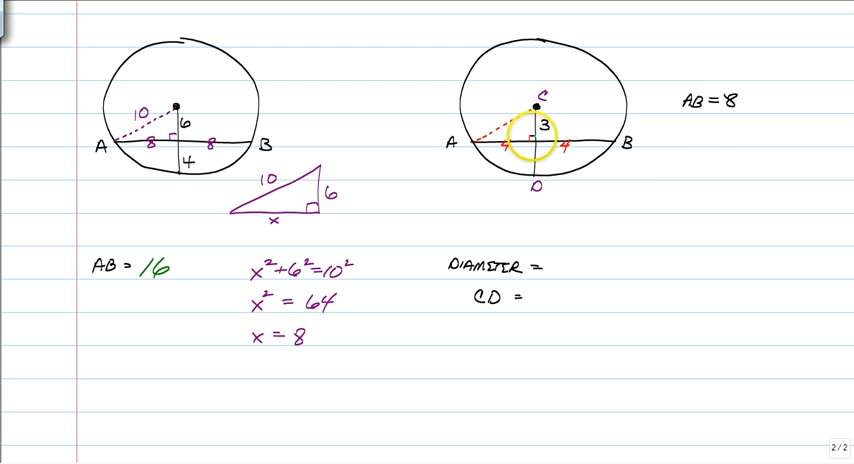 10
6
A
8
8
B
4
10
6
x
AB = 16
x² + 6² = 10²
x² = 64
x = 8
C
AB = 8
3
A
4
4
B
D
DIAMETER =
CD =
2 / 2